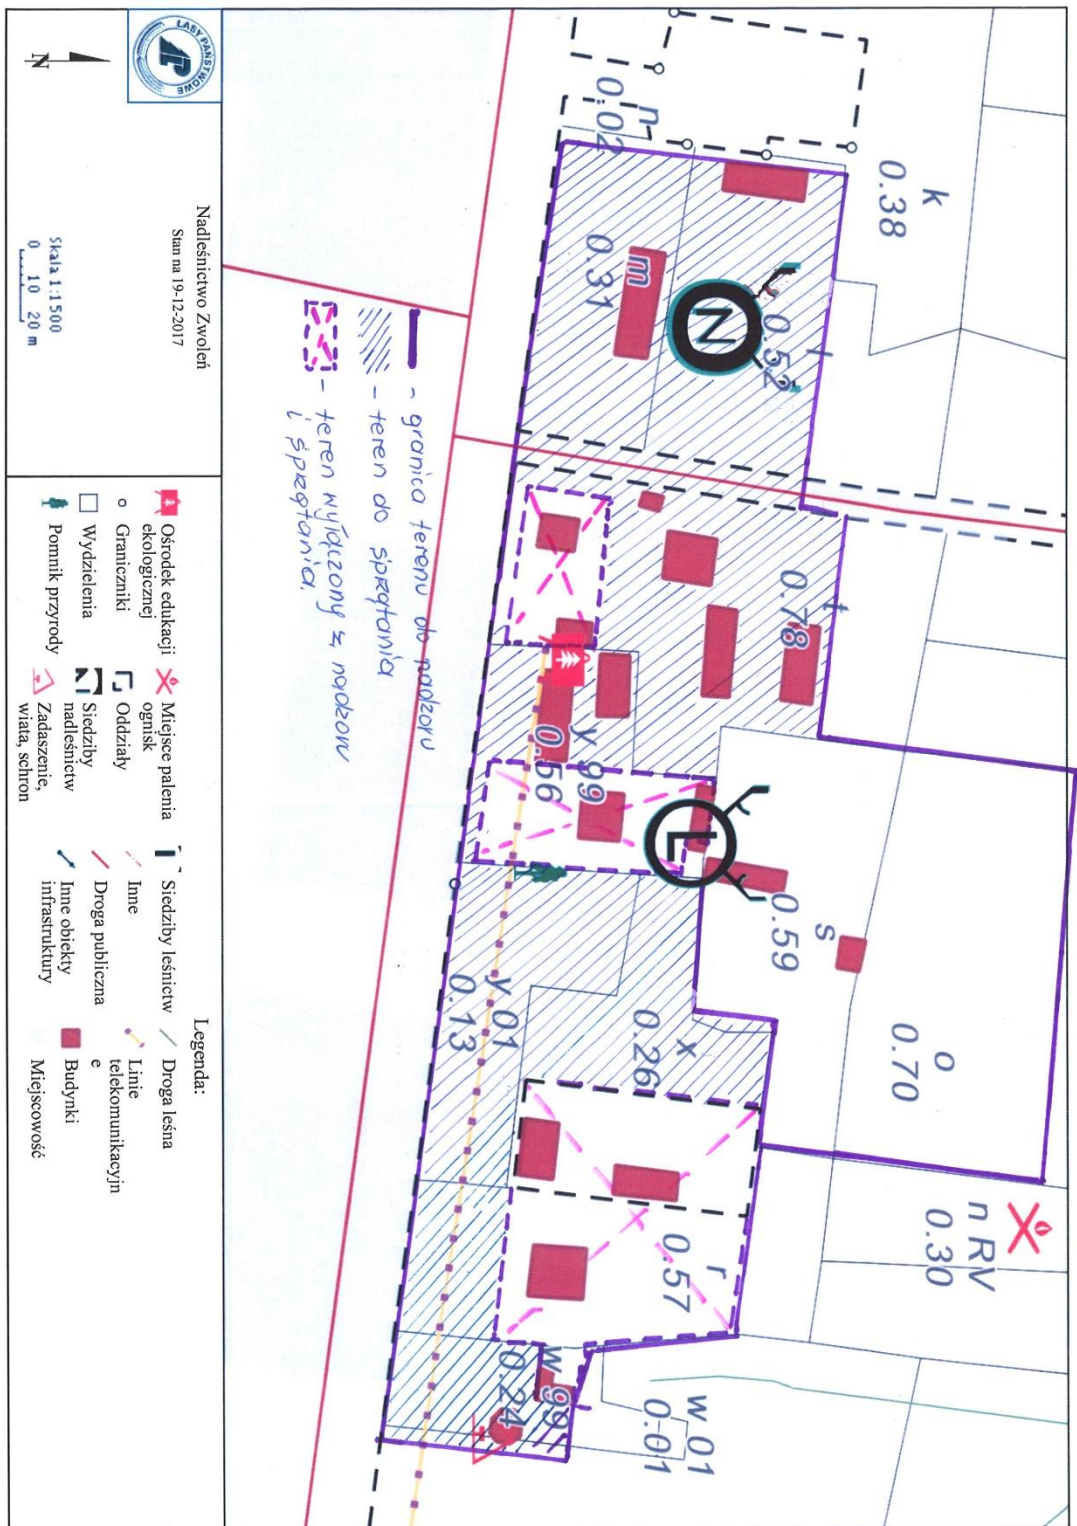 k
0.38
n
0.02
m
0.31
l
0.52
N
t
0.78
y 99
0.56
L
s
0.59
o
0.70
y 01
0.13
x
0.26
r
0.57
n RV
0.30
w 99
0.24
w 01
0.01
- granica terenu do nadzoru
- teren do sprzątania
- teren wyłączony z nadzoru
i sprzątania.
LASY PAŃSTWOWE
N
Nadleśnictwo Zwoleń
Stan na 19-12-2017
Skala 1:1500
0 10 20 m
Legenda:
Ośrodek edukacji
ekologicznej
Graniczniki
Wydzielenia
Pomnik przyrody
Miejsce palenia
ognisk
Oddziały
Siedziby
nadleśnictw
Zadaszenie,
wiata, schron
Siedziby leśnictw
Inne
Droga publiczna
Inne obiekty
infrastruktury
Droga leśna
Linie
telekomunikacyjn
e
Budynki
Miejscowość